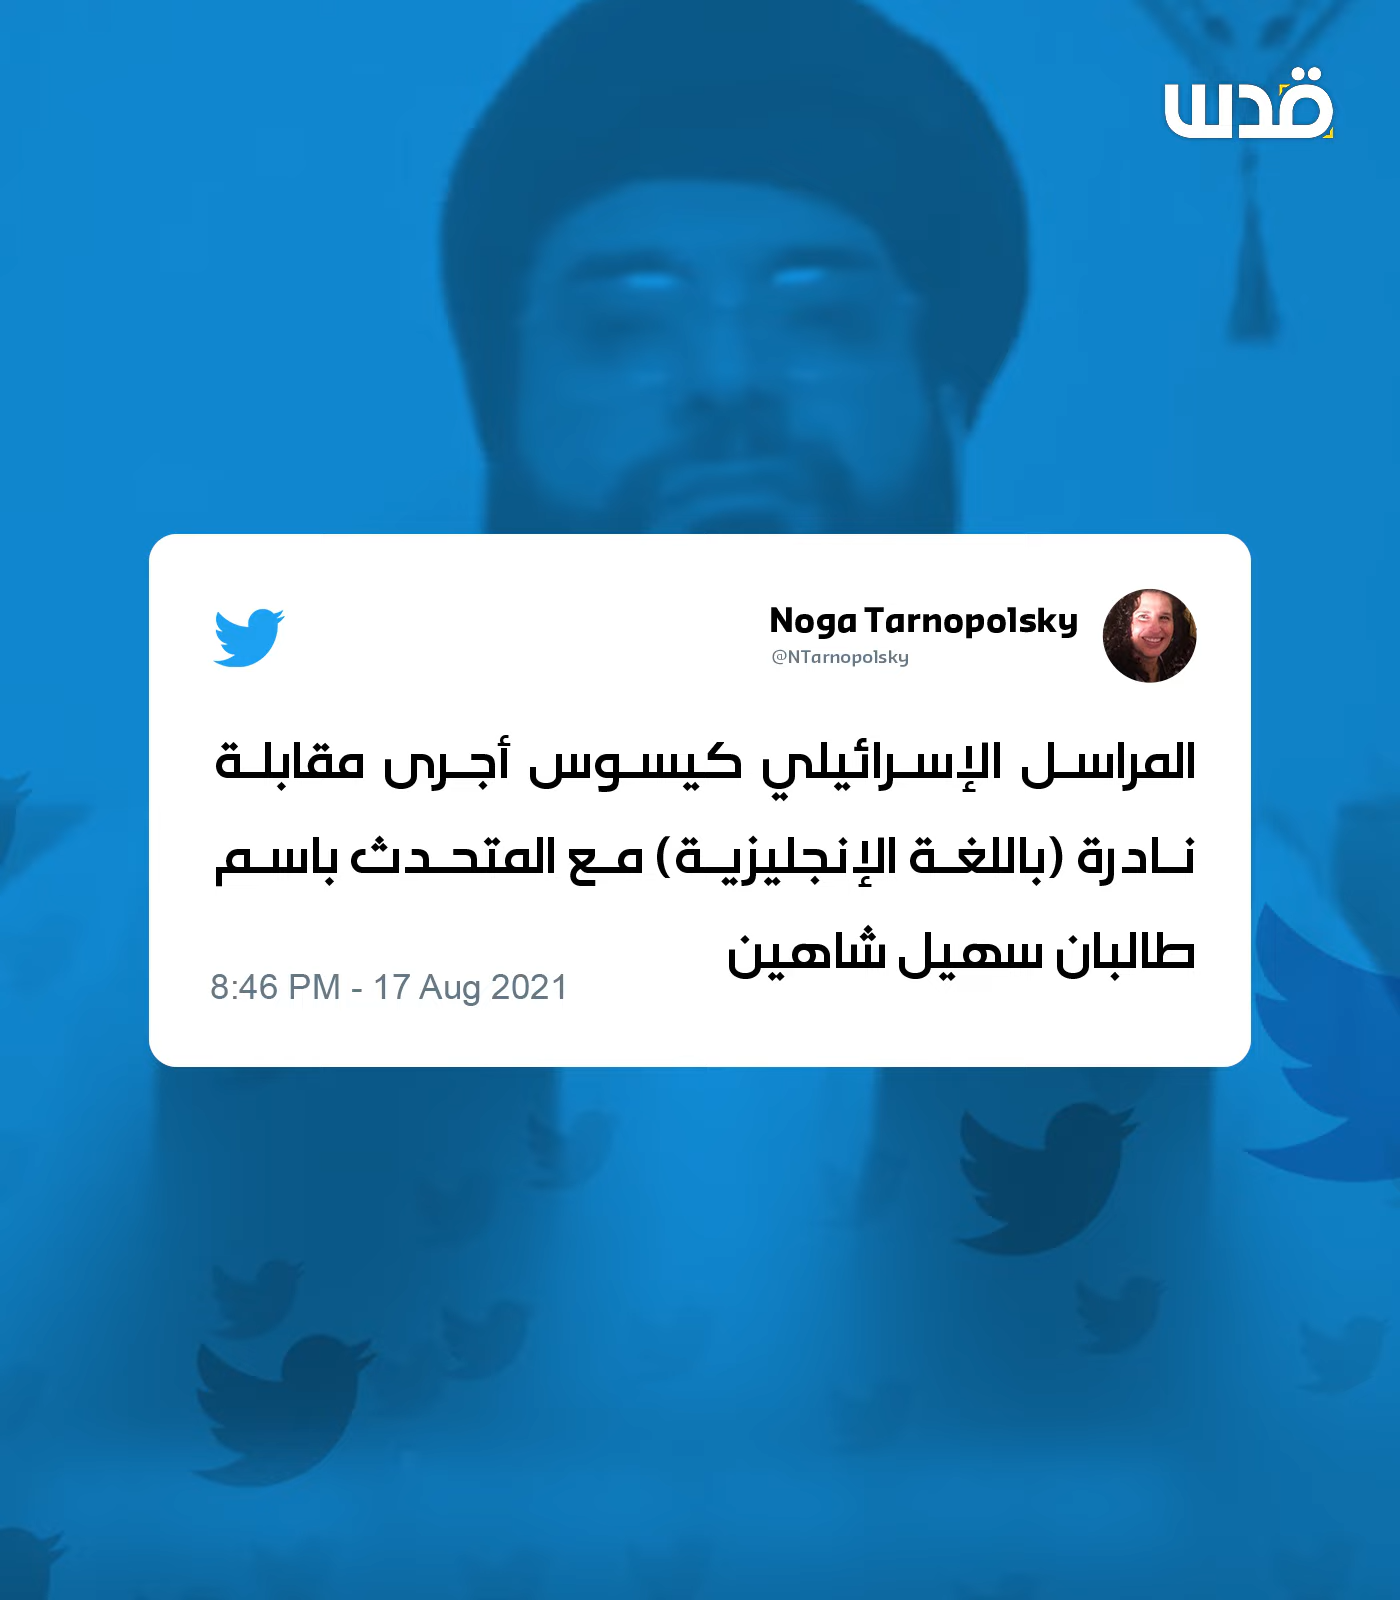 قدس
Noga Tarnopolsky
@NTarnopolsky
المراسل الإسرائيلي كيسوس أجرى مقابلة
نادرة (باللغة الإنجليزية) مع المتحدث باسم
طالبان سهيل شاهين
8:46 PM - 17 Aug 2021